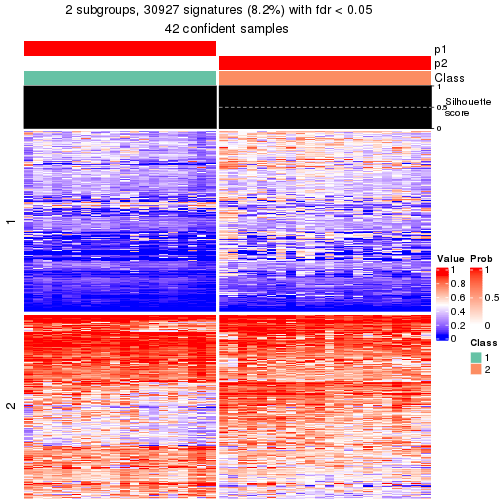 2 subgroups, 30927 signatures (8.2%) with fdr < 0.05
42 confident samples
p1
p2
Class
1
0.5
0
Silhouette
score
1
2
Value
1
0.8
0.6
0.4
0.2
0
Prob
1
0.5
0
Class
1
2